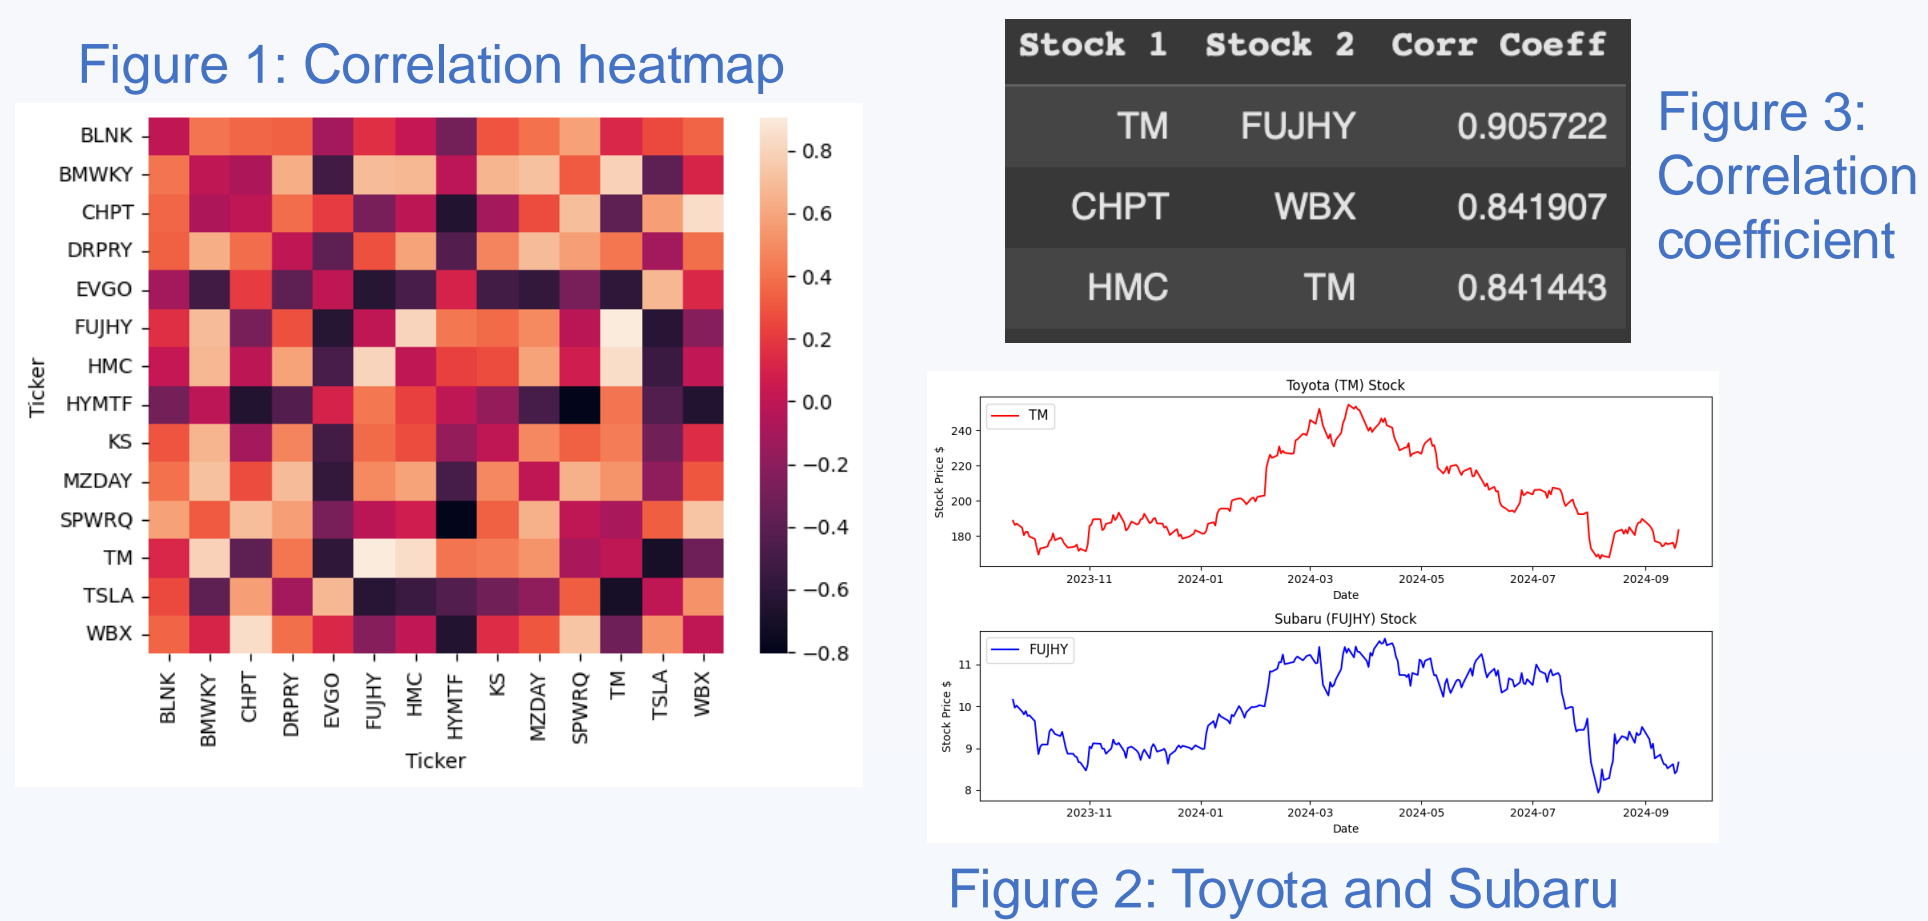 Figure 1: Correlation heatmap
BLNK
BMWKY
CHPT
DRPRY
EVGO
FUJHY
HMC
HYMTF
KS
MZDAY
SPWRQ
TM
TSLA
WBX
Ticker
BLNK
BMWKY
CHPT
DRPRY
EVGO
FUJHY
HMC
HYMTF
KS
MZDAY
SPWRQ
TM
TSLA
WBX
Ticker
0.8
0.6
0.4
0.2
0.0
−0.2
−0.4
−0.6
−0.8
Stock 1 Stock 2 Corr Coeff
TM FUJHY 0.905722
CHPT WBX 0.841907
HMC TM 0.841443
Figure 3:
Correlation
coefficient
Toyota (TM) Stock
TM
Stock Price $
240
220
200
180
2023-11 2024-01 2024-03 2024-05 2024-07 2024-09
Date
Subaru (FUJHY) Stock
FUJHY
Stock Price $
11
10
9
8
2023-11 2024-01 2024-03 2024-05 2024-07 2024-09
Date
Figure 2: Toyota and Subaru